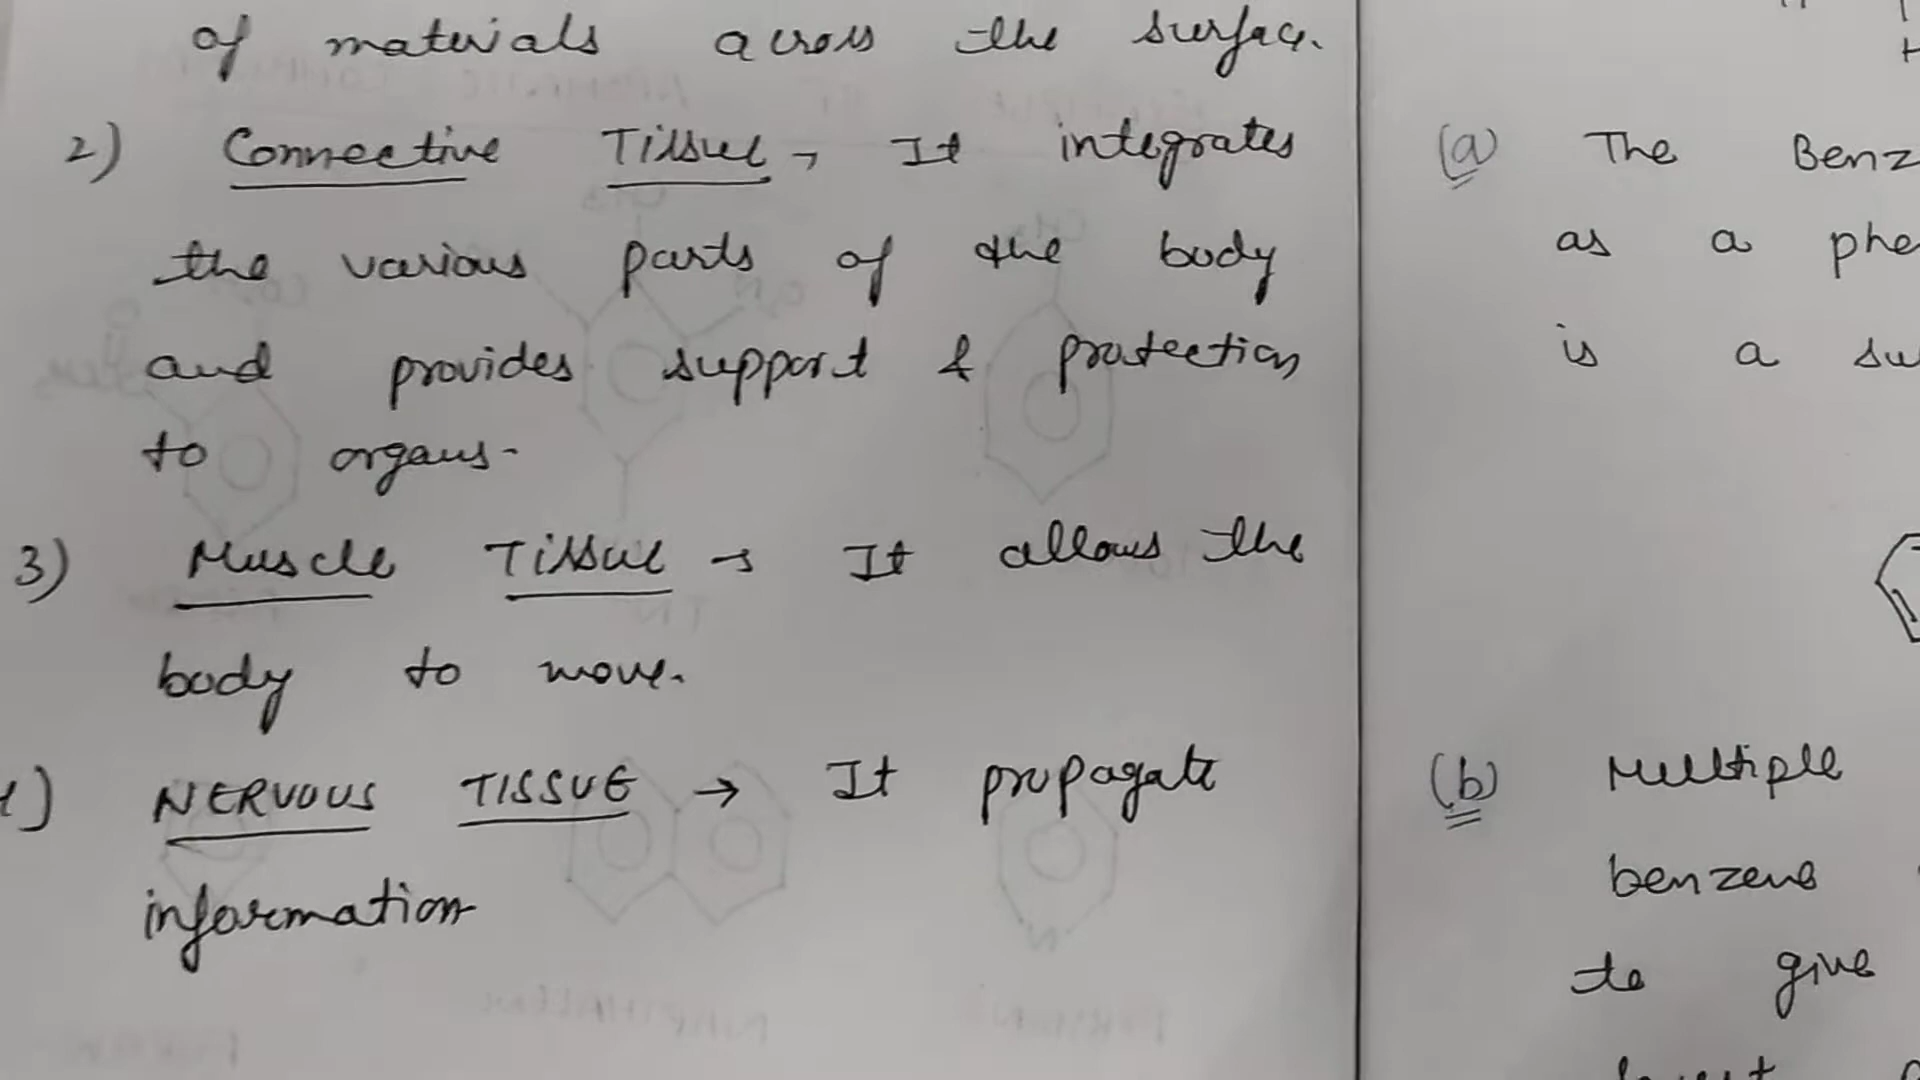 of materials across the surface.
2) Connective Tissue → It integrates
the various parts of the body
and provides support & protection
to organs.
3) Muscle Tissue → It allows the
body to move.
) NERVOUS TISSUE → It propagate
information
H
(a) The Benz
as a phe
is a su
(b) Multiple
benzene
to give